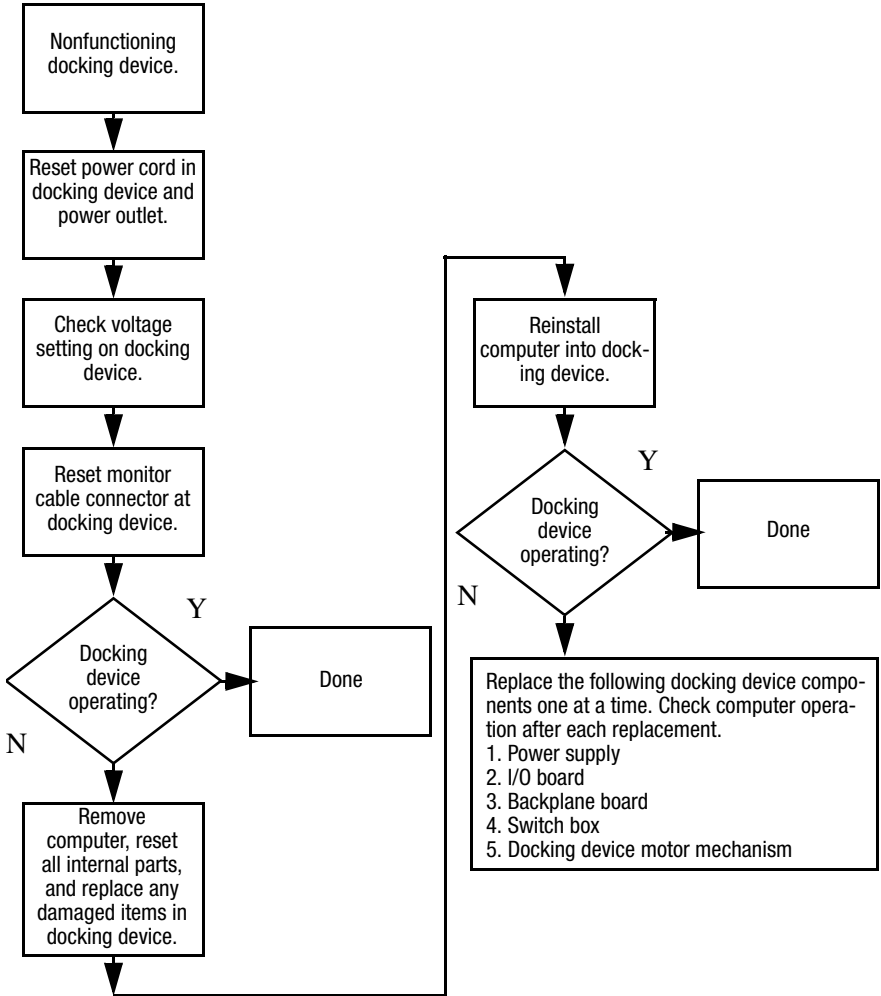 Nonfunctioning
docking device.
Reset power cord in
docking device and
power outlet.
Check voltage
setting on docking
device.
Reset monitor
cable connector at
docking device.
Y
Docking
device
operating?
Done
N
Remove
computer, reset
all internal parts,
and replace any
damaged items in
docking device.
Reinstall
computer into dock-
ing device.
Y
Docking
device
operating?
Done
N
Replace the following docking device compo-
nents one at a time. Check computer opera-
tion after each replacement.
1. Power supply
2. I/O board
3. Backplane board
4. Switch box
5. Docking device motor mechanism